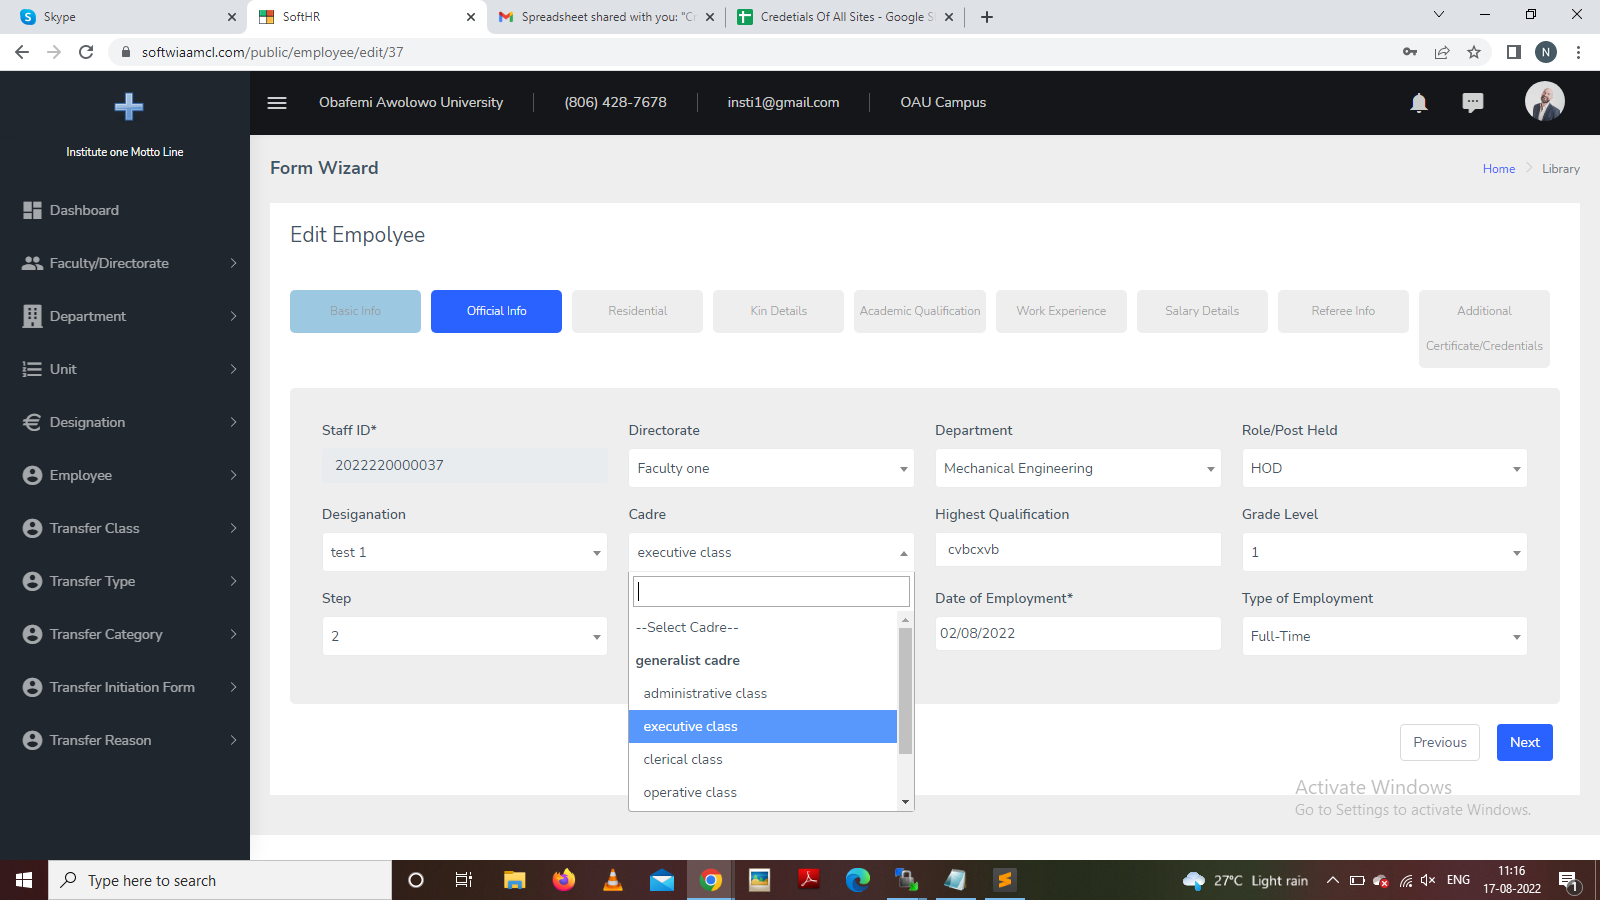 Skype
SoftHR
Spreadsheet shared with you: "Cr
Credetials Of All Sites - Google S
softwiaamcl.com/public/employee/edit/37
N
Institute one Motto Line
Obafemi Awolowo University
(806) 428-7678
insti1@gmail.com
OAU Campus
Form Wizard
Home
Library
Dashboard
Faculty/Directorate
Department
Unit
Designation
Employee
Transfer Class
Transfer Type
Transfer Category
Transfer Initiation Form
Transfer Reason
Edit Empolyee
Basic Info
Official Info
Residential
Kin Details
Academic Qualification
Work Experience
Salary Details
Referee Info
Additional
Certificate/Credentials
Staff ID*
Directorate
Department
Role/Post Held
2022220000037
Faculty one
Mechanical Engineering
HOD
Desiganation
Cadre
Highest Qualification
Grade Level
test 1
executive class
cvbcxvb
1
Step
Date of Employment*
Type of Employment
2
02/08/2022
Full-Time
--Select Cadre--
generalist cadre
administrative class
executive class
clerical class
operative class
Previous
Next
Activate Windows
Go to Settings to activate Windows.
Type here to search
27°C Light rain
ENG
11:16
17-08-2022
1